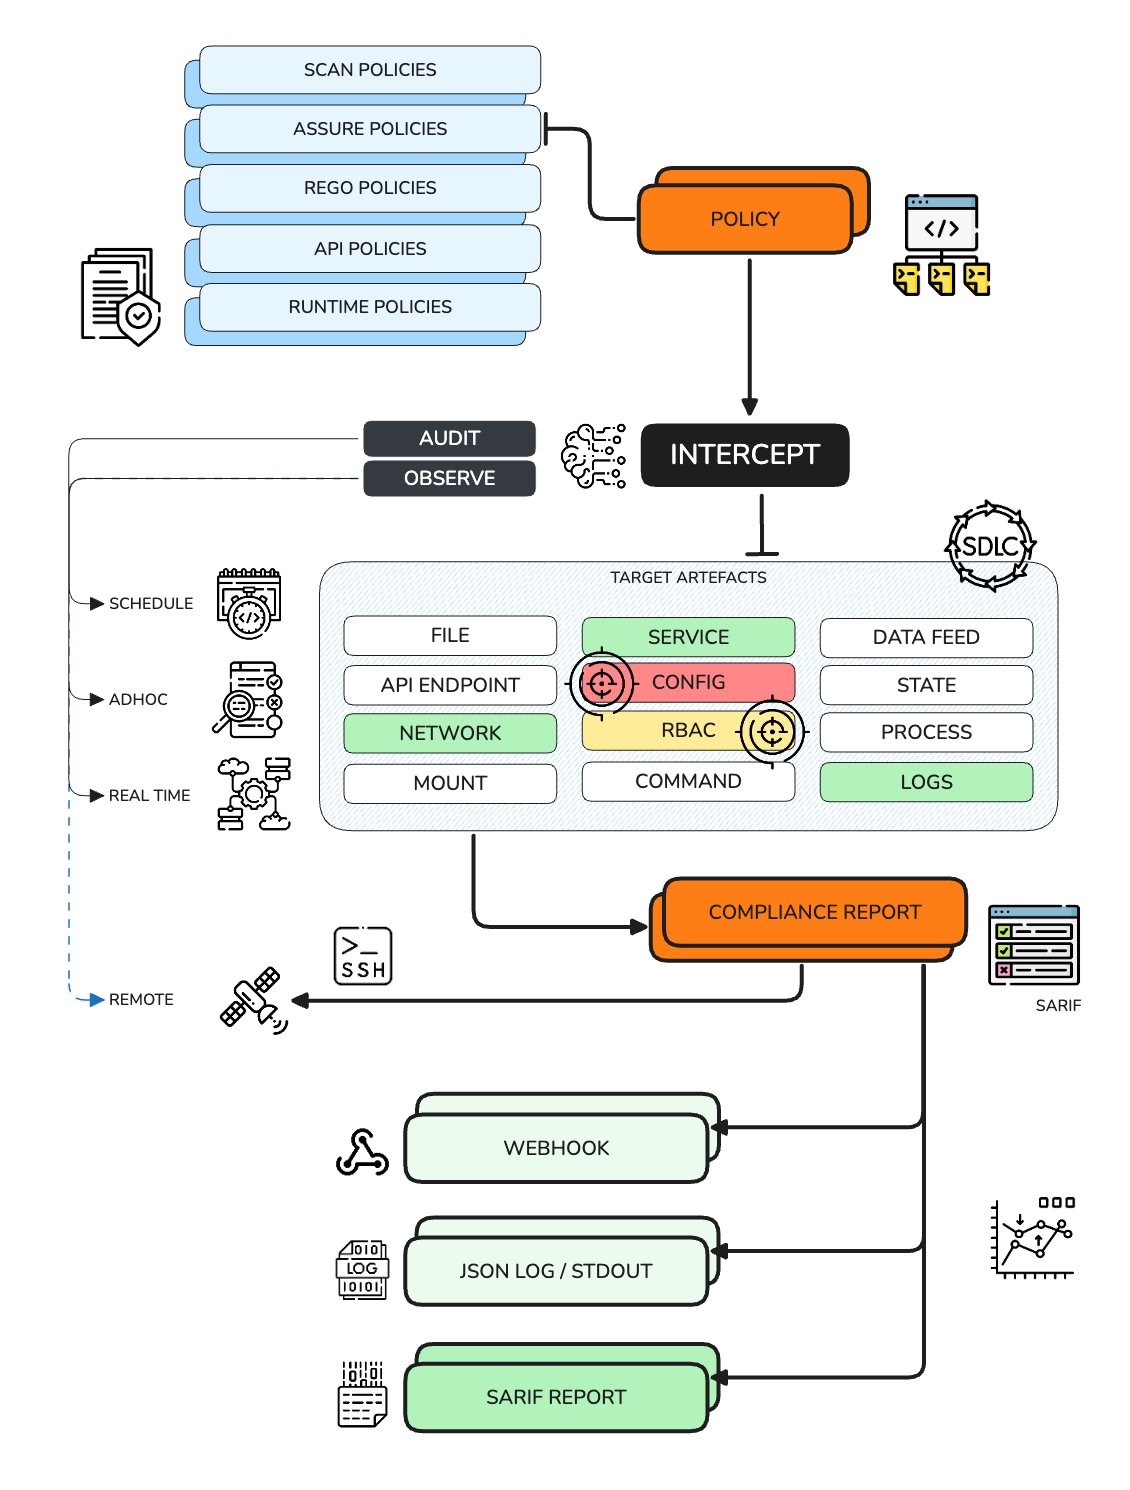 SCAN POLICIES
ASSURE POLICIES
REGO POLICIES
API POLICIES
RUNTIME POLICIES
POLICY
AUDIT
OBSERVE
INTERCEPT
SDLC
SCHEDULE
ADHOC
REAL TIME
REMOTE
TARGET ARTEFACTS
FILE
SERVICE
DATA FEED
API ENDPOINT
CONFIG
STATE
NETWORK
RBAC
PROCESS
MOUNT
COMMAND
LOGS
COMPLIANCE REPORT
SARIF
>_
SSH
WEBHOOK
010
LOG
10101
JSON LOG / STDOUT
SARIF REPORT